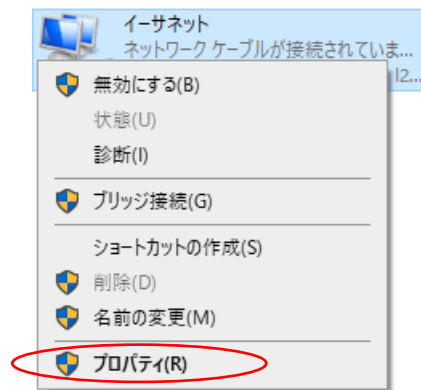 イーサネット
ネットワーク ケーブルが接続されていま...
I2...
無効にする(B)
状態(U)
診断(I)
ブリッジ接続(G)
ショートカットの作成(S)
削除(D)
名前の変更(M)
プロパティ(R)